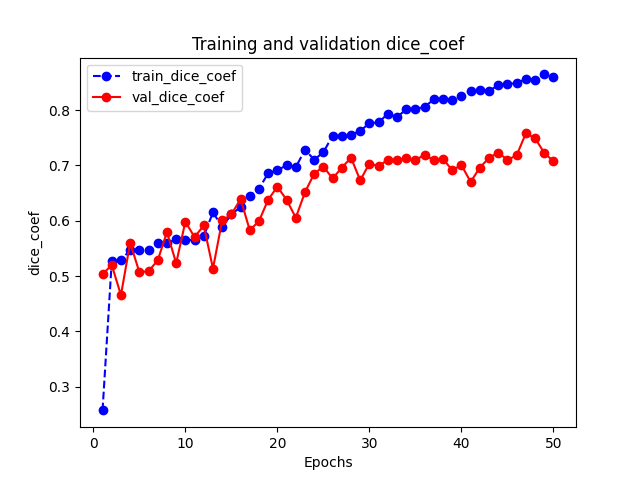 Training and validation dice_coef
train_dice_coef
val_dice_coef
dice_coef
0.8
0.7
0.6
0.5
0.4
0.3
0 10 20 30 40 50
Epochs